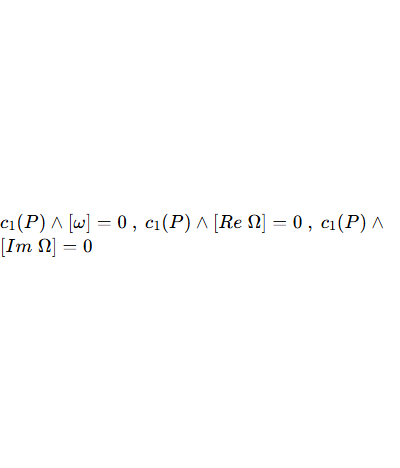 c₁(P) ∧ [ω] = 0 , c₁(P) ∧ [Re Ω] = 0 , c₁(P) ∧
[Im Ω] = 0